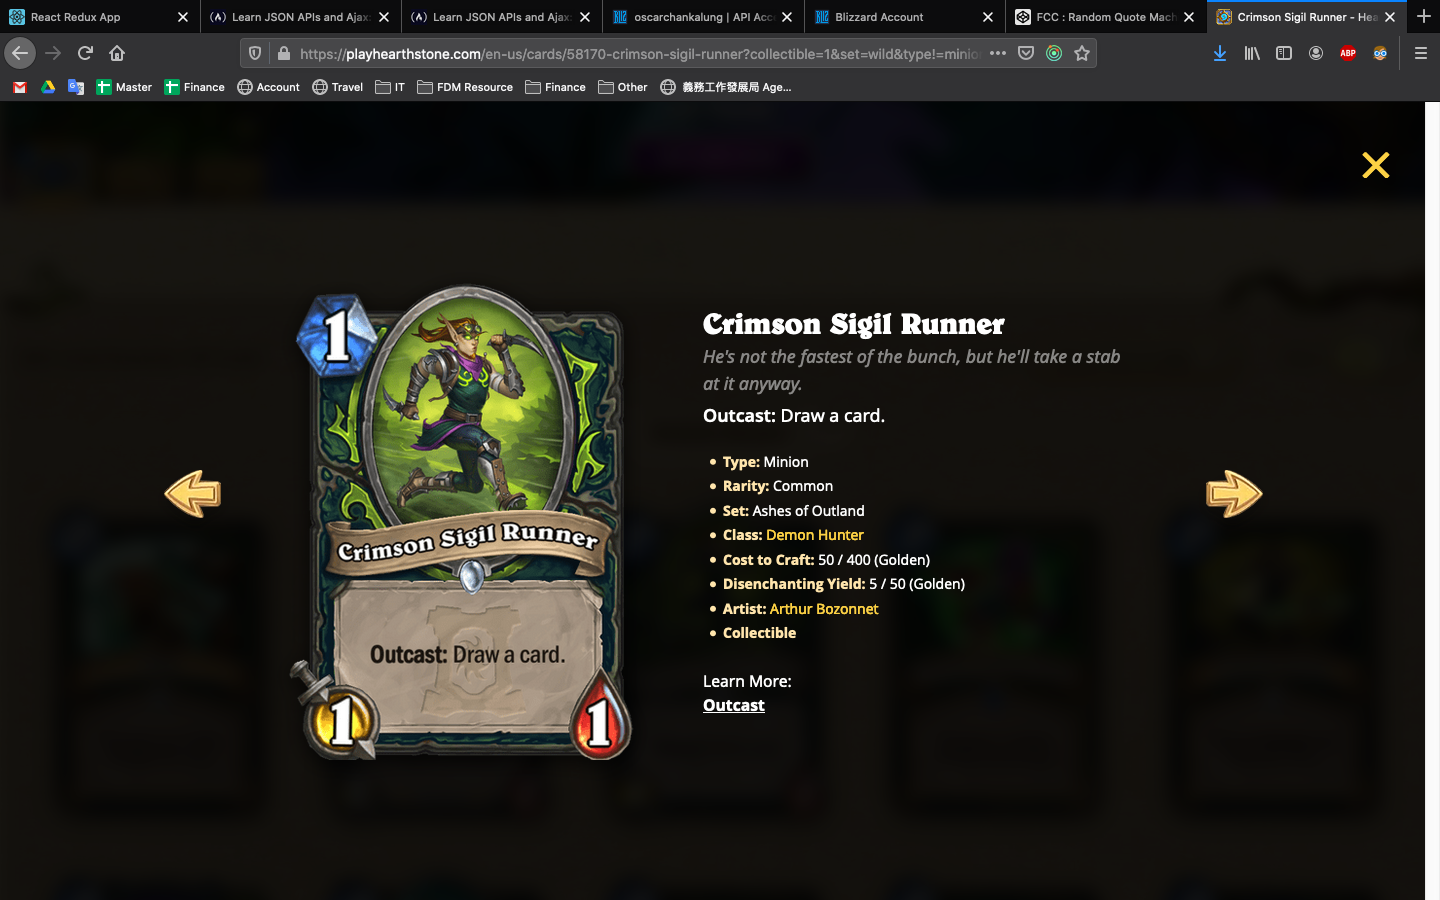 React Redux App
Learn JSON APIs and Ajax:
Learn JSON APIs and Ajax:
oscarchankalung | API Acc
Blizzard Account
FCC : Random Quote Mach
Crimson Sigil Runner - Hea
https://playhearthstone.com/en-us/cards/58170-crimson-sigil-runner?collectible=1&set=wild&type!=minio
ABP
Master
Finance
Account
Travel
IT
FDM Resource
Finance
Other
義務工作發展局 Age...
1
Crimson Sigil Runner
Outcast: Draw a card.
1
1
Crimson Sigil Runner
He's not the fastest of the bunch, but he'll take a stab
at it anyway.
Outcast: Draw a card.
Type: Minion
Rarity: Common
Set: Ashes of Outland
Class: Demon Hunter
Cost to Craft: 50 / 400 (Golden)
Disenchanting Yield: 5 / 50 (Golden)
Artist: Arthur Bozonnet
Collectible
Learn More:
Outcast